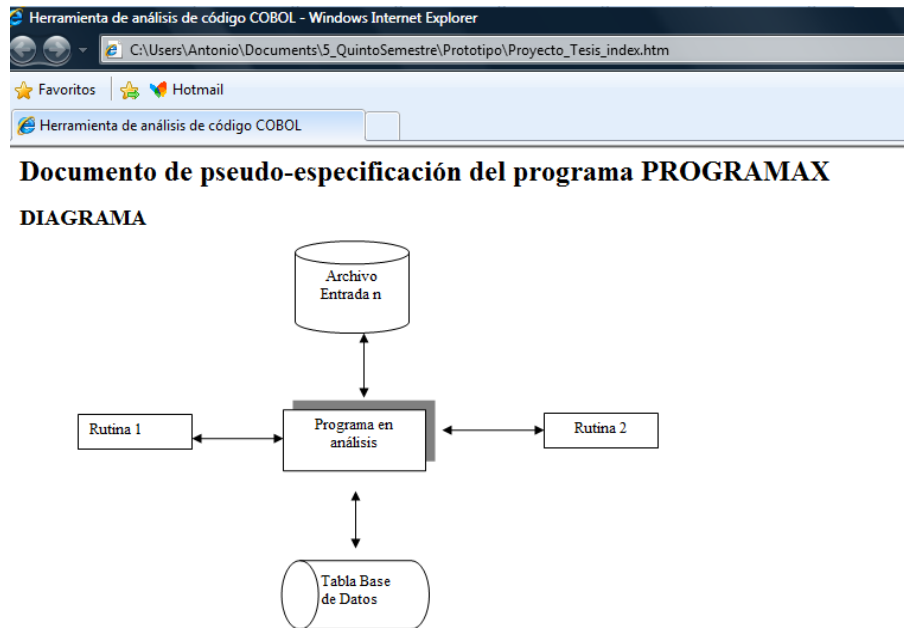 Herramienta de análisis de código COBOL - Windows Internet Explorer
C:\Users\Antonio\Documents\5_QuintoSemestre\Prototipo\Proyecto_Tesis_index.htm
Favoritos
Hotmail
Herramienta de análisis de código COBOL
Documento de pseudo-especificación del programa PROGRAMAX
DIAGRAMA
Archivo
Entrada n
Rutina 1
Programa en
análisis
Rutina 2
Tabla Base
de Datos